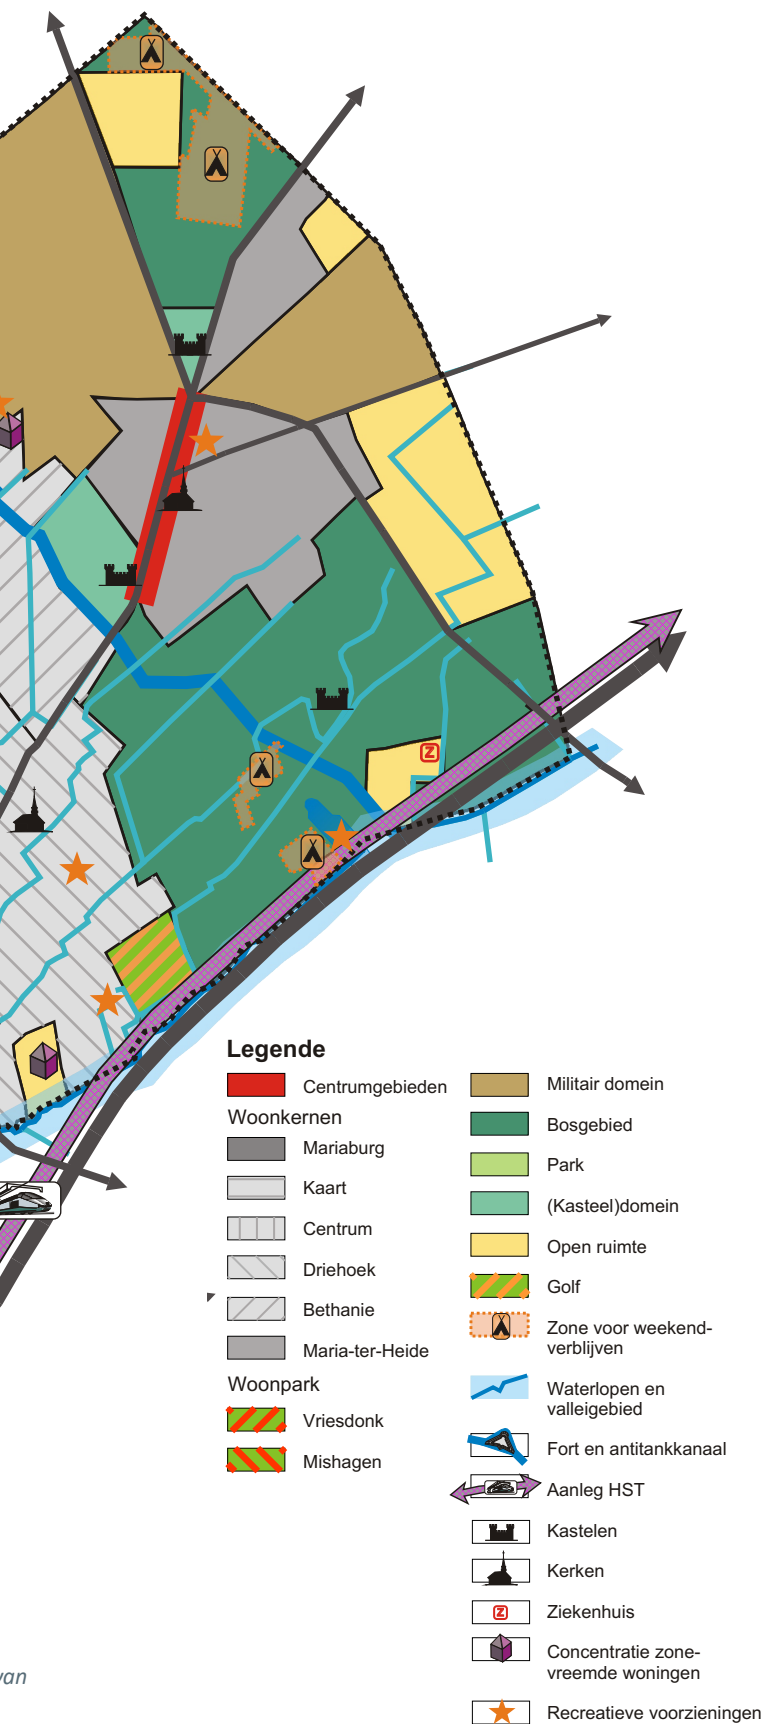 Z
Legende
Centrumgebieden
Woonkernen
Mariaburg
Kaart
Centrum
Driehoek
Bethanie
Maria-ter-Heide
Woonpark
Vriesdonk
Mishagen
Militair domein
Bosgebied
Park
(Kasteel)domein
Open ruimte
Golf
Zone voor weekend-
verblijven
Waterlopen en
valleigebied
Fort en antitankkanaal
Aanleg HST
Kastelen
Kerken
Z
Ziekenhuis
Concentratie zone-
vreemde woningen
Recreatieve voorzieningen
van